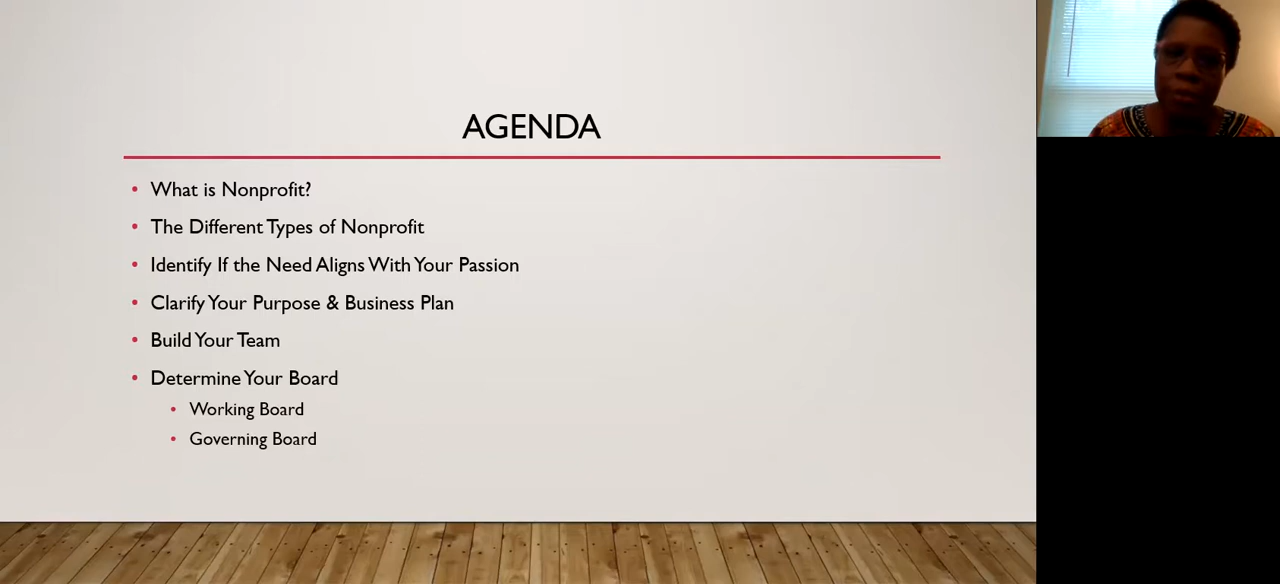 AGENDA
• What is Nonprofit?
• The Different Types of Nonprofit
• Identify If the Need Aligns With Your Passion
• Clarify Your Purpose & Business Plan
• Build Your Team
• Determine Your Board
• Working Board
• Governing Board